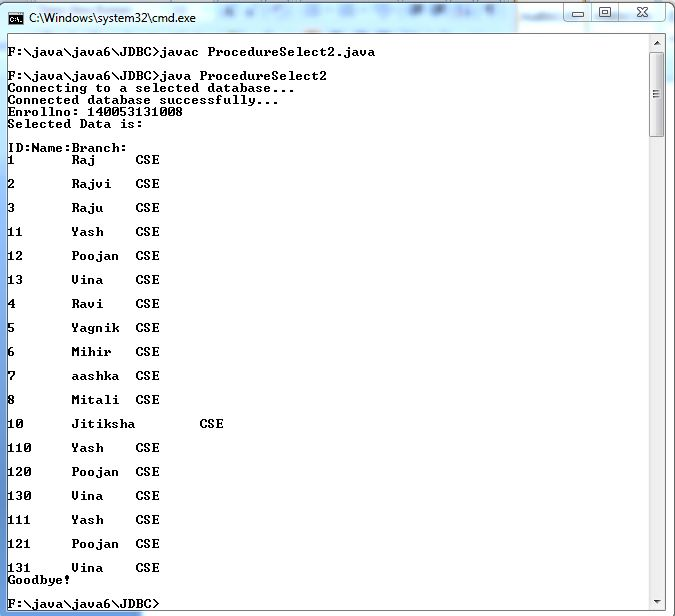 C:\Windows\system32\cmd.exe
F:\java\java6\JDBC>javac ProcedureSelect2.java
F:\java\java6\JDBC>java ProcedureSelect2
Connecting to a selected database...
Connected database successfully...
Enrollno: 140053131008
Selected Data is:
ID:Name:Branch:
1 Raj CSE
2 Rajvi CSE
3 Raju CSE
11 Yash CSE
12 Poojan CSE
13 Vina CSE
4 Ravi CSE
5 Yagnik CSE
6 Mihir CSE
7 aashka CSE
8 Mitali CSE
10 Jitiksha CSE
110 Yash CSE
120 Poojan CSE
130 Vina CSE
111 Yash CSE
121 Poojan CSE
131 Vina CSE
Goodbye!
F:\java\java6\JDBC>